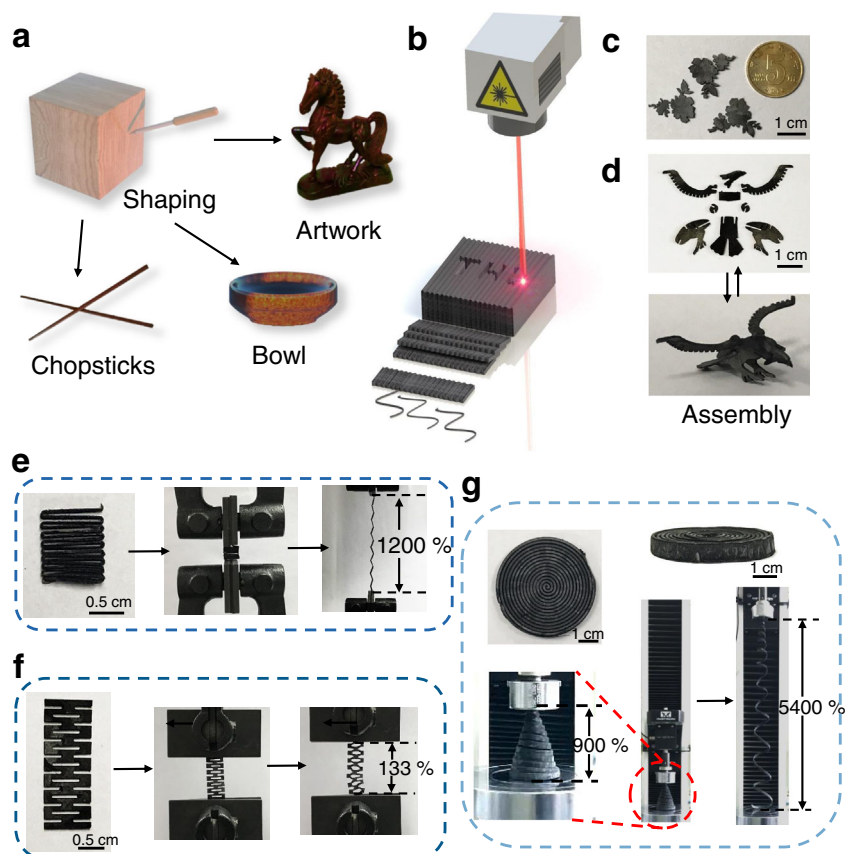 a
Shaping
Artwork
Chopsticks
Bowl
b
THU
c
1 cm
d
1 cm
Assembly
e
0.5 cm
1200 %
f
0.5 cm
133 %
g
1 cm
1 cm
900 %
5400 %